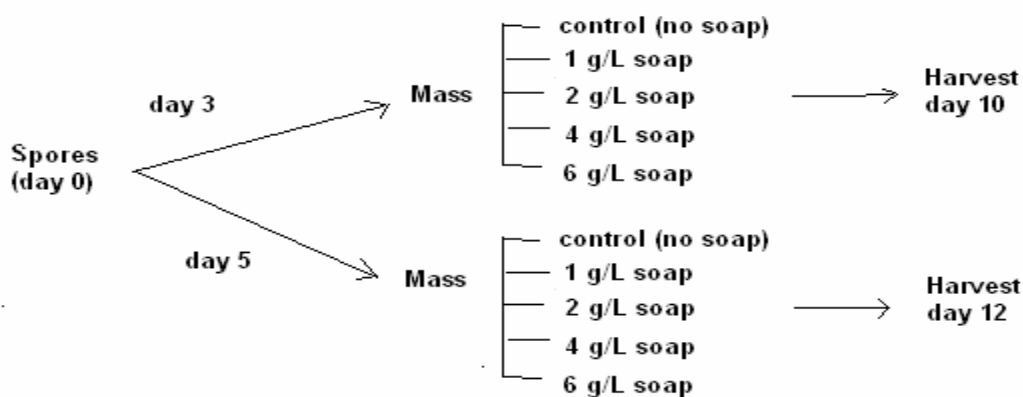 day 3
Spores
(day 0)
Mass
control (no soap)
1 g/L soap
2 g/L soap
4 g/L soap
6 g/L soap
Harvest
day 10
day 5
Mass
control (no soap)
1 g/L soap
2 g/L soap
4 g/L soap
6 g/L soap
Harvest
day 12